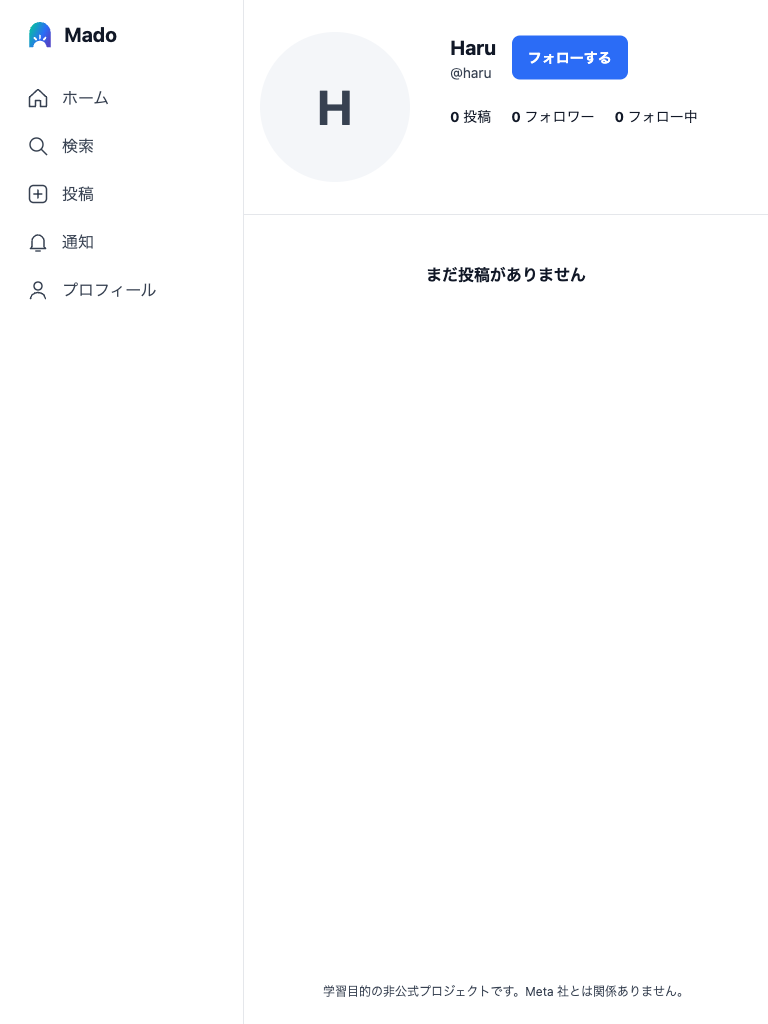 Mado
ホーム
検索
投稿
通知
プロフィール
H
Haru
@haru
フォローする
0 投稿 0 フォロワー 0 フォロー中
まだ投稿がありません
学習目的の非公式プロジェクトです。Meta 社とは関係ありません。